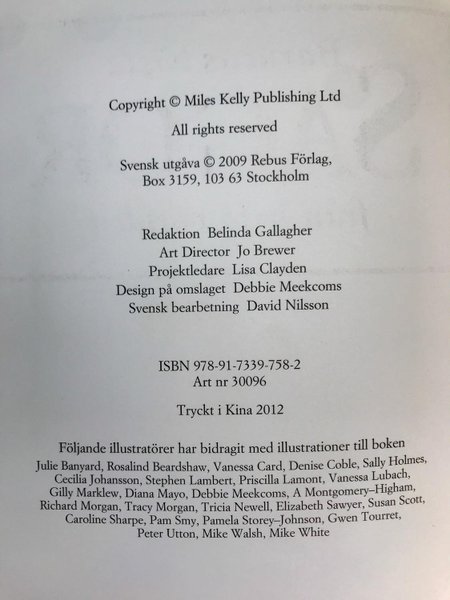 Copyright © Miles Kelly Publishing Ltd
All rights reserved
Svensk utgåva © 2009 Rebus Förlag,
Box 3159, 103 63 Stockholm
Redaktion Belinda Gallagher
Art Director Jo Brewer
Projektledare Lisa Clayden
Design på omslaget Debbie Meekcoms
Svensk bearbetning David Nilsson
ISBN 978-91-7339-758-2
Art nr 30096
Tryckt i Kina 2012
Följande illustratörer har bidragit med illustrationer till boken
Julie Banyard, Rosalind Beardshaw, Vanessa Card, Denise Coble, Sally Holmes,
Cecilia Johansson, Stephen Lambert, Priscilla Lamont, Vanessa Lubach,
Gilly Marklew, Diana Mayo, Debbie Meekcoms, A Montgomery–Higham,
Richard Morgan, Tracy Morgan, Tricia Newell, Elizabeth Sawyer, Susan Scott,
Caroline Sharpe, Pam Smy, Pamela Storey–Johnson, Gwen Tourret,
Peter Utton, Mike Walsh, Mike White